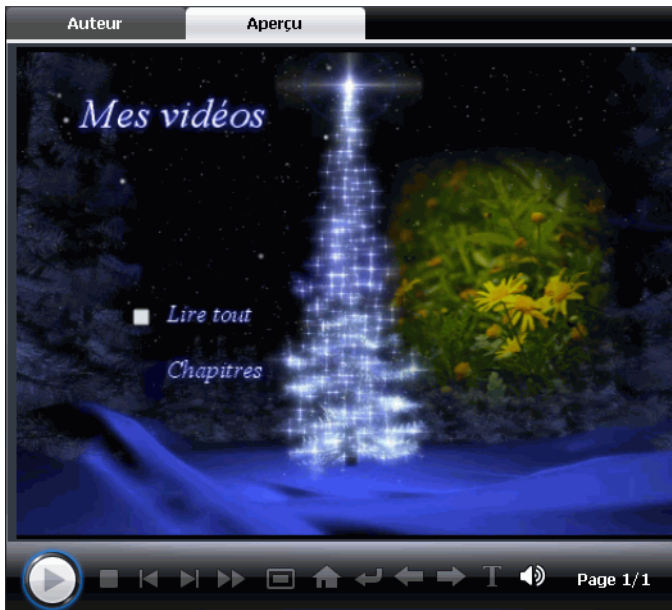 Auteur
Aperçu
Mes vidéos
Lire tout
Chapitres
T
Page 1/1